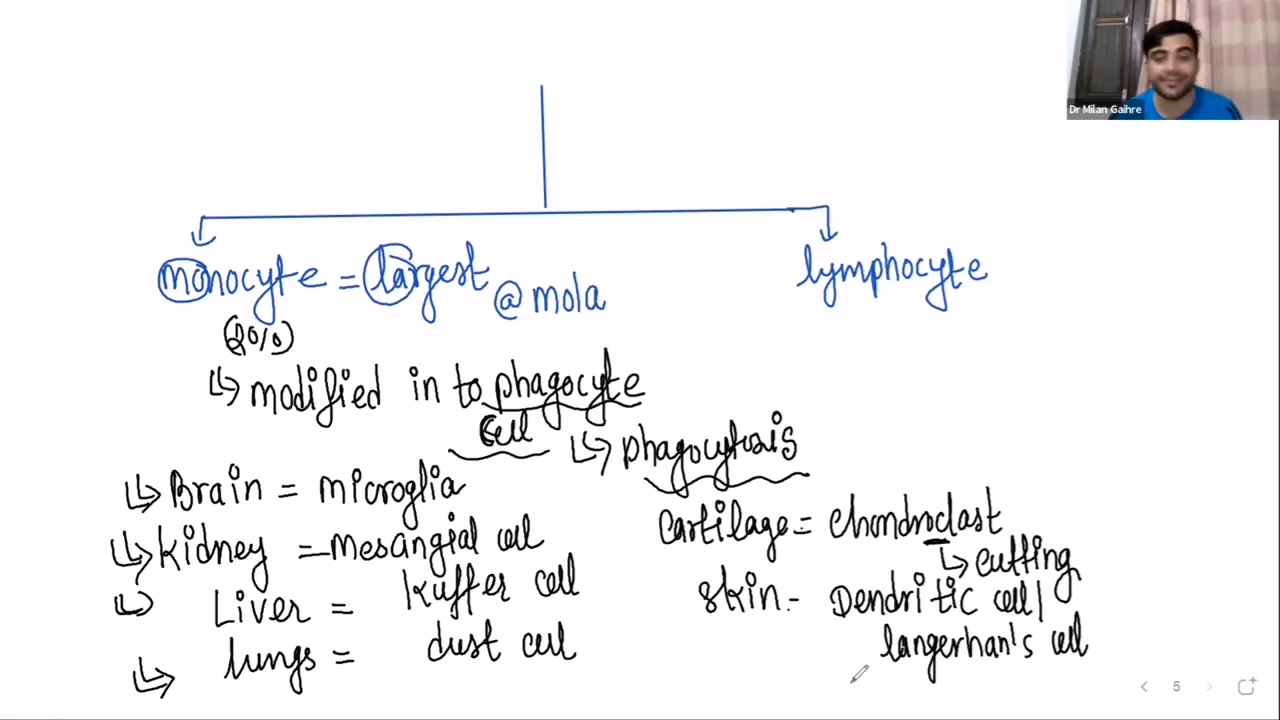 Dr Milan Gaihre
monocyte = largest @ mola
lymphocyte
(20%)
↳ modified in to phagocyte
cell ↳ phagocytosis
↳ Brain = microglia
↳ Kidney = mesangial cell
↳ Liver = Kuffer cell
↳ lungs = dust cell
Cartilage = Chondroclast
↳ cutting
Skin - Dendritic cell /
langerhan's cell
5